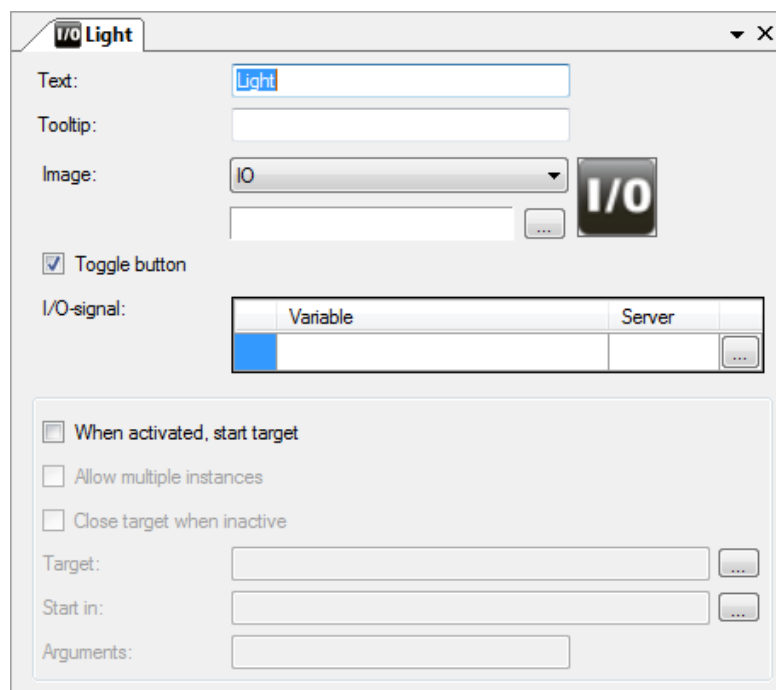 I/O Light
Text: Light
Tooltip:
Image: IO
I/O
...
Toggle button
I/O-signal: Variable Server
...
When activated, start target
Allow multiple instances
Close target when inactive
Target: ...
Start in: ...
Arguments: